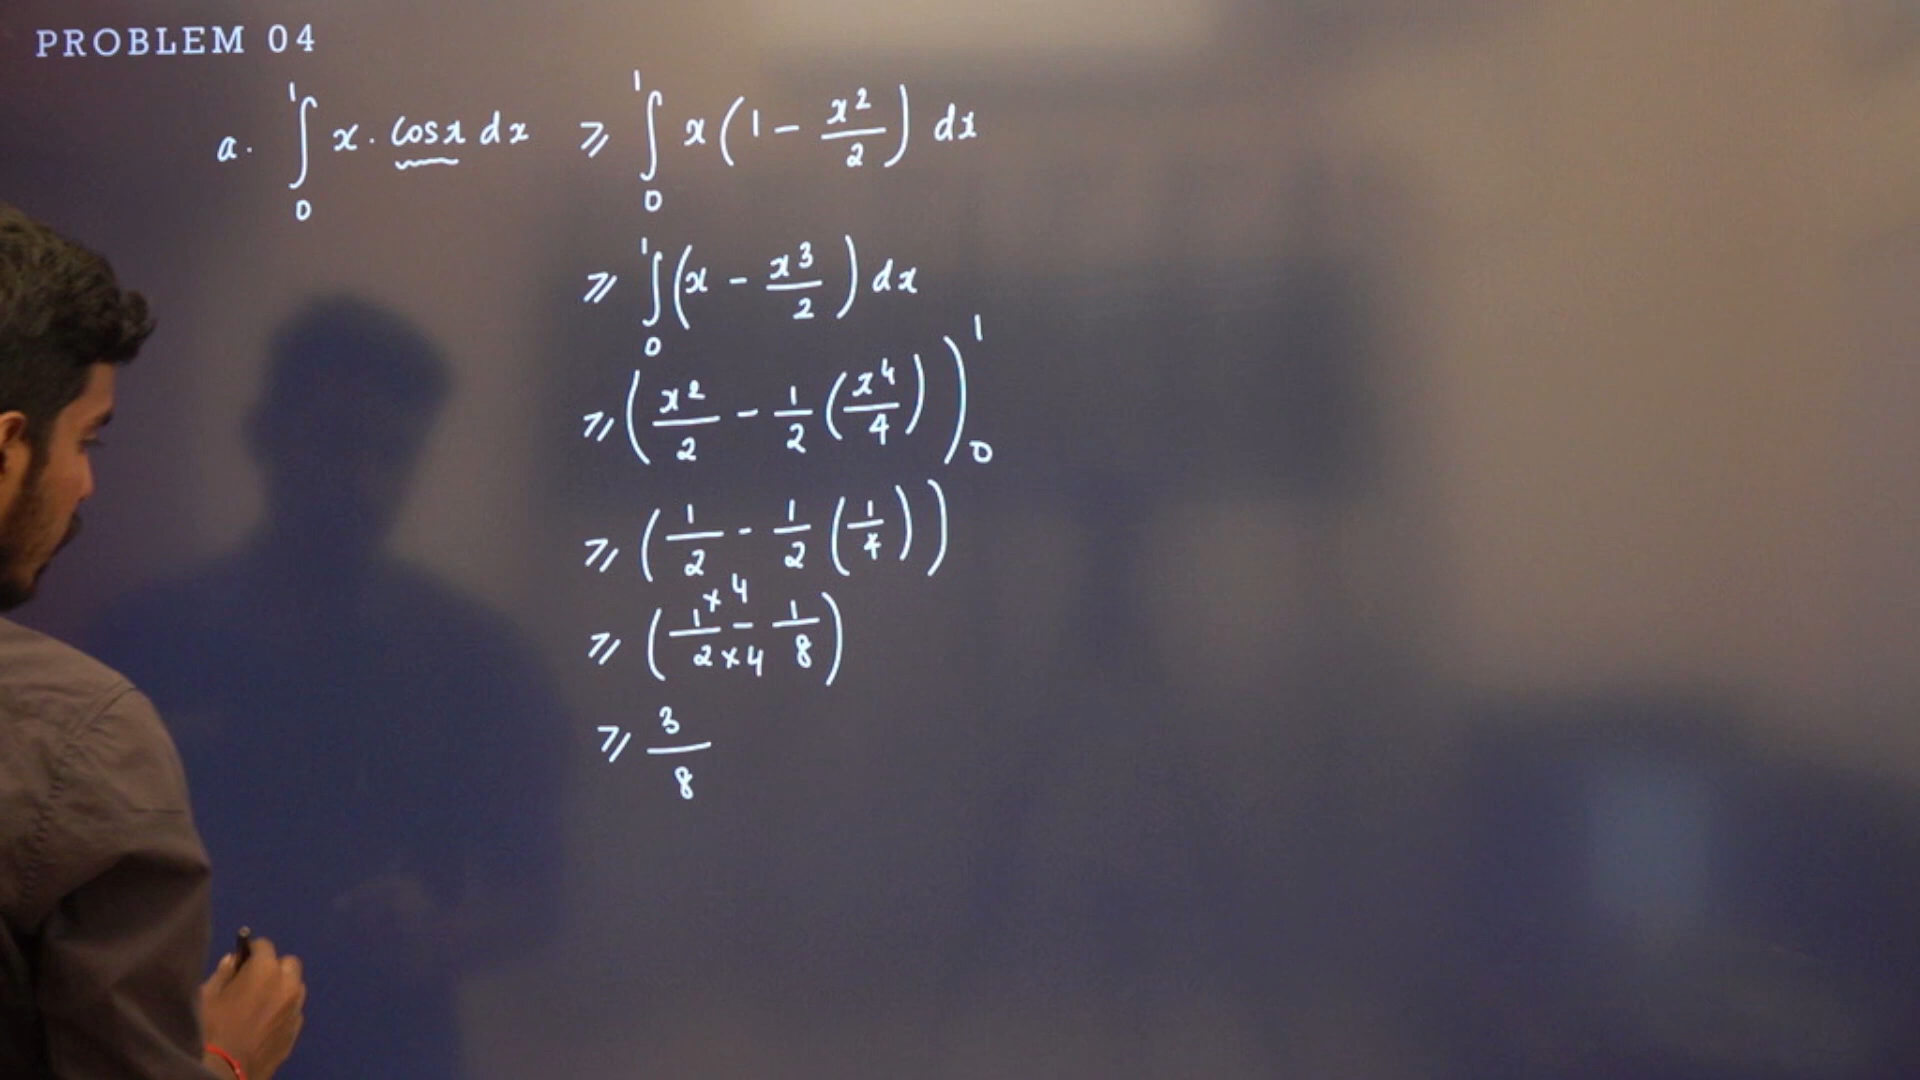 PROBLEM 04
a. ∫₀¹ x . cosx dx ≥ ∫₀¹ x (1 - x²/2) dx
≥ ∫₀¹ (x - x³/2) dx
≥ (x²/2 - 1/2 (x⁴/4))₀¹
≥ (1/2 - 1/2 (1/4))
≥ (1×4/2×4 - 1/8)
≥ 3/8